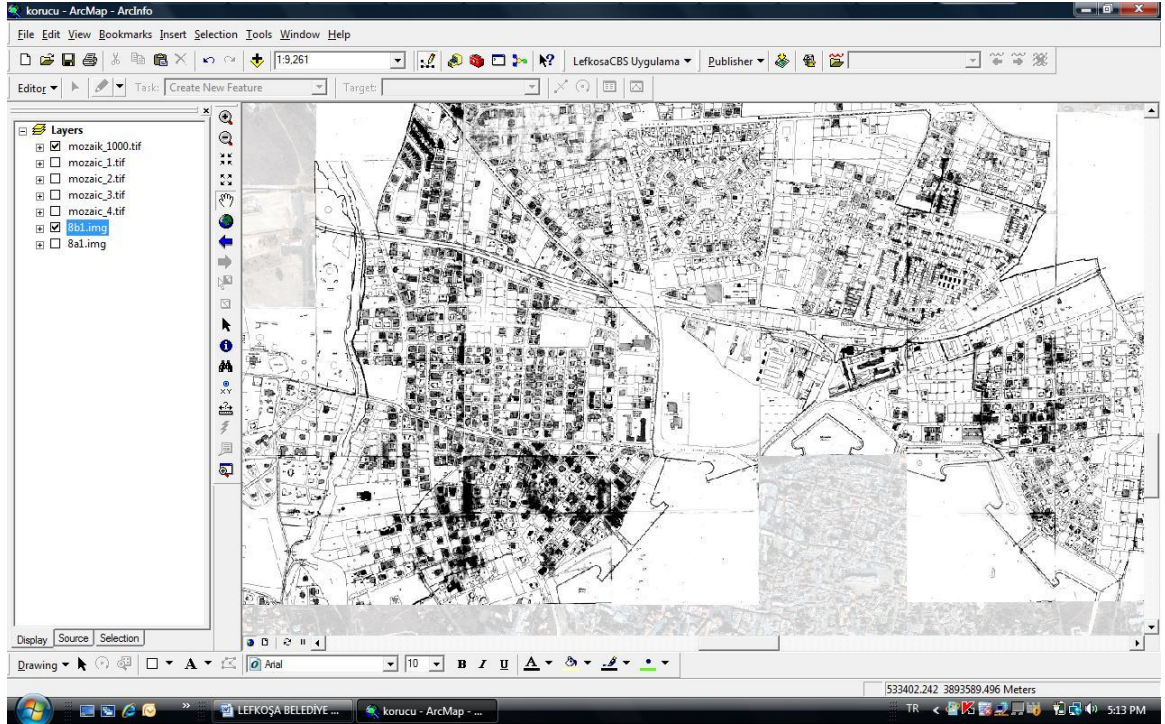 korucu - ArcMap - ArcInfo
File Edit View Bookmarks Insert Selection Tools Window Help
1:9,261 LefkosaCBS Uygulama Publisher
Editor Task: Create New Feature Target:
Layers
mozaik_1000.tif
mozaic_1.tif
mozaic_2.tif
mozaic_3.tif
mozaic_4.tif
8b1.img
8a1.img
Display Source Selection
Drawing A Arial 10 B I U A
533402.242 3893589.496 Meters
LEFKOŞA BELEDİYE ... korucu - ArcMap - ... TR 5:13 PM